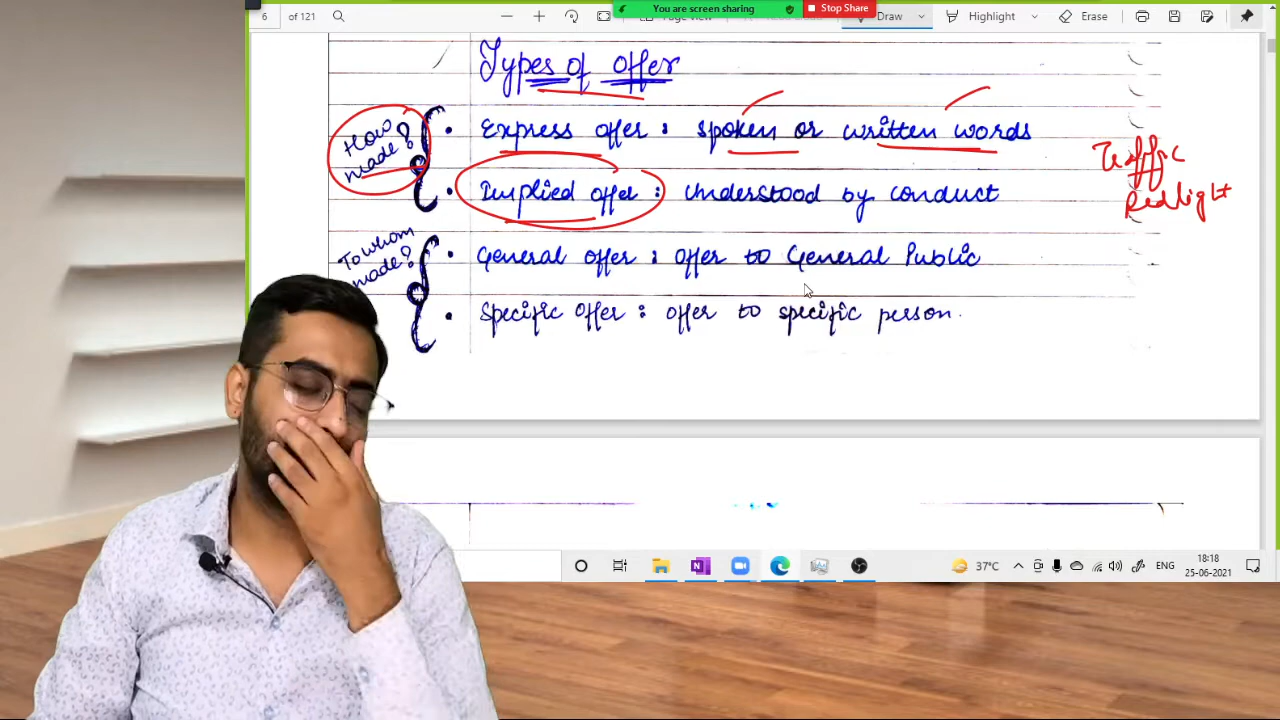 You are screen sharing
Stop Share
6 of 121
Page view
Draw
Highlight
Erase
Types of offer
How made?
• Express offer : spoken or written words
• Implied offer : Understood by conduct
Traffic
Redlight
To whom made?
• General offer : offer to General Public
• Specific offer : offer to specific person.
37°C
ENG
18:18
25-06-2021